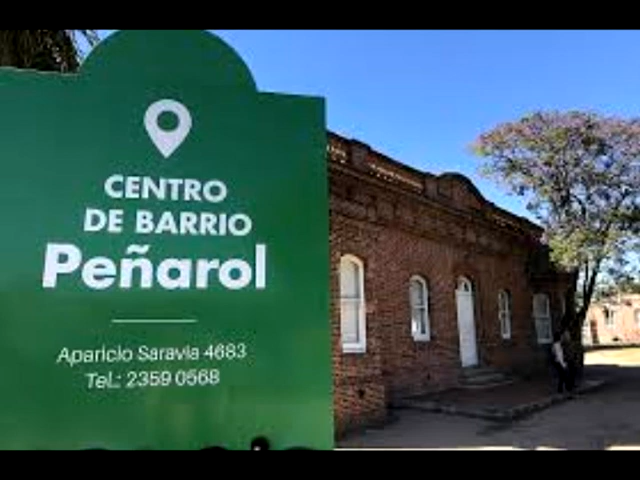 CENTRO
DE BARRIO
Peñarol
Aparicio Saravia 4683
Tel.: 2359 0568